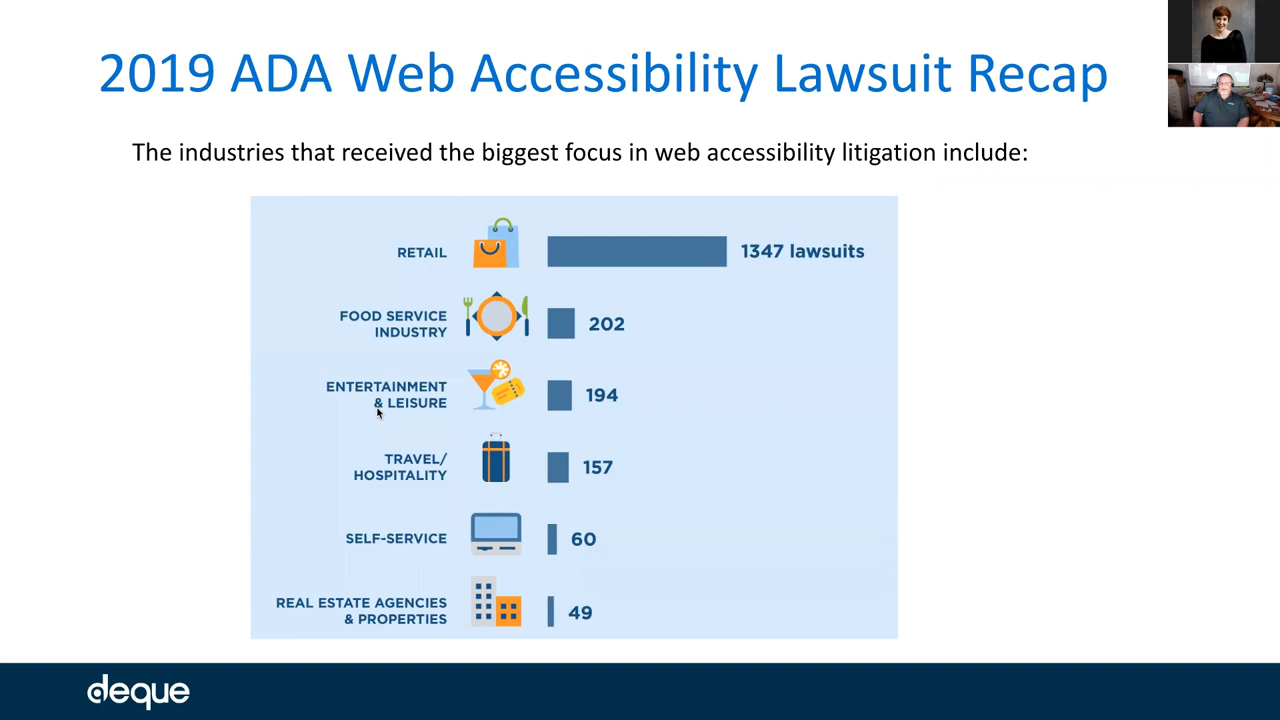 2019 ADA Web Accessibility Lawsuit Recap
The industries that received the biggest focus in web accessibility litigation include:
RETAIL
1347 lawsuits
FOOD SERVICE
INDUSTRY
202
ENTERTAINMENT
& LEISURE
194
TRAVEL/
HOSPITALITY
157
SELF-SERVICE
60
REAL ESTATE AGENCIES
& PROPERTIES
49
deque